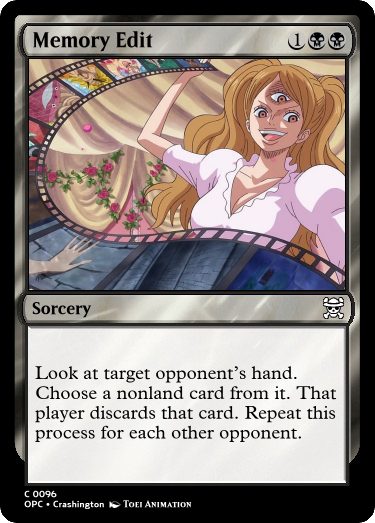 Memory Edit 1
Sorcery
Look at target opponent's hand.
Choose a nonland card from it. That
player discards that card. Repeat this
process for each other opponent.
C 0096
OPC • Crashington TOEI ANIMATION